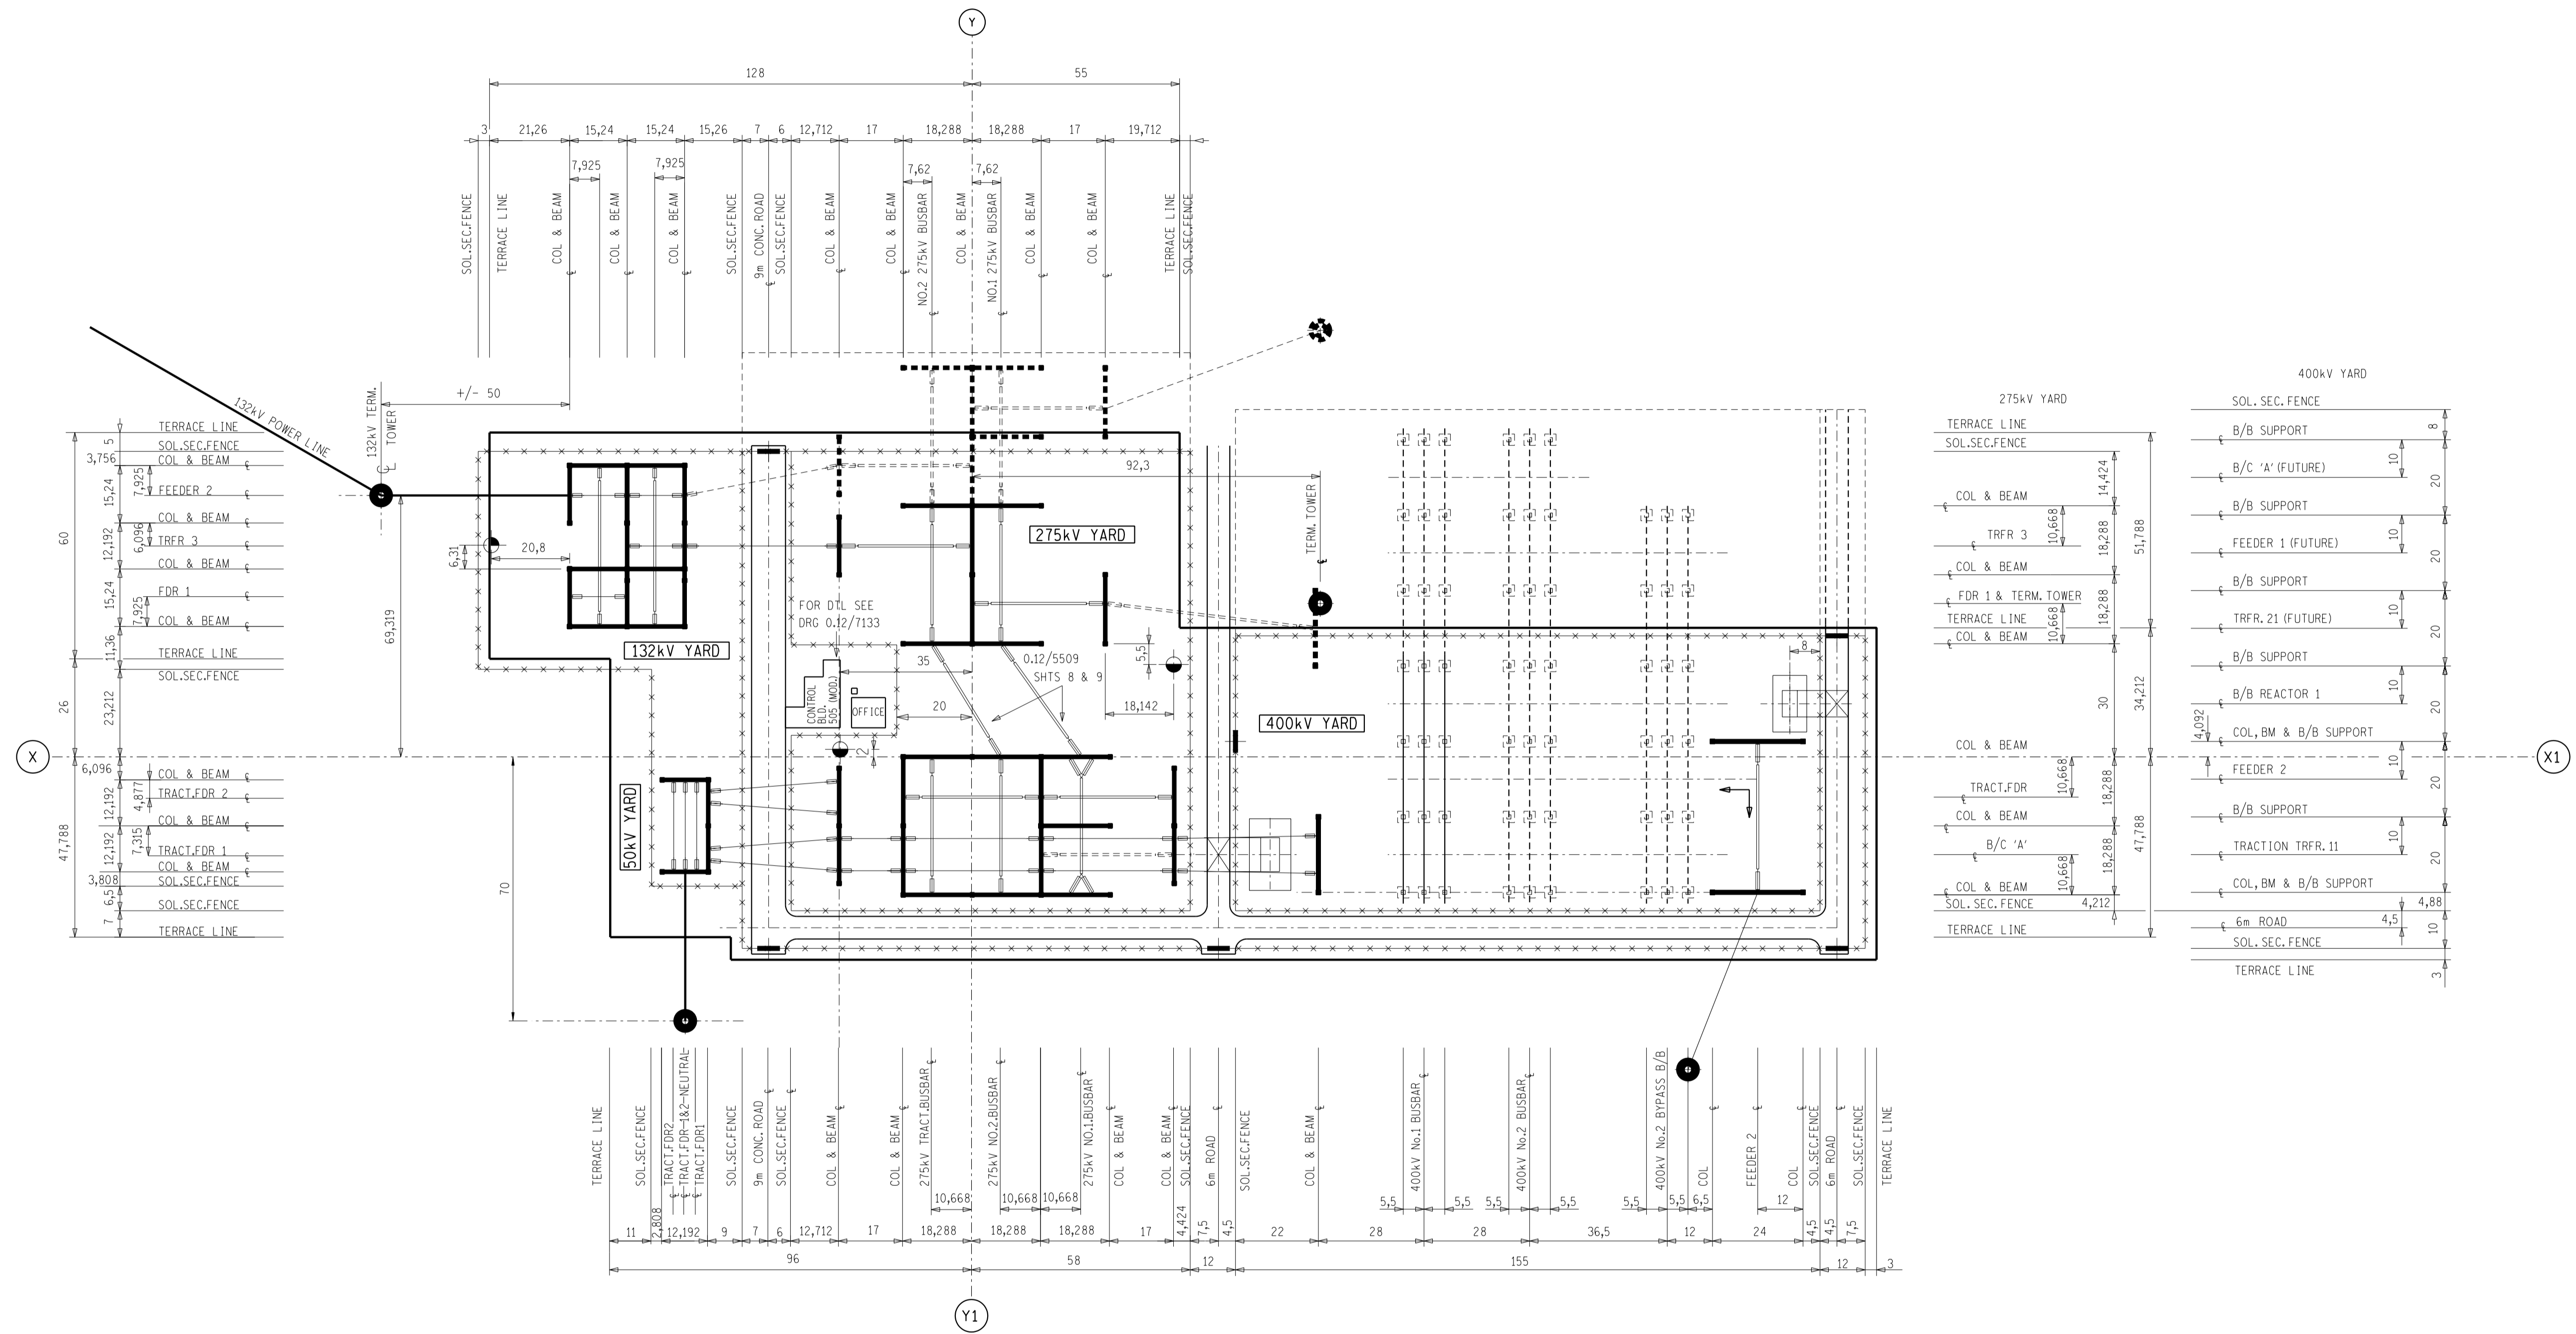 Y
128
55
3
21,26
15,24
15,24
15,26
7
6
12,712
17
18,288
18,288
17
19,712
7,925
7,925
7,62
7,62
SOL.SEC.FENCE
TERRACE LINE
COL & BEAM ℄
COL & BEAM ℄
COL & BEAM ℄
SOL.SEC.FENCE
9m CONC.ROAD ℄
SOL.SEC.FENCE
COL & BEAM ℄
COL & BEAM ℄
NO.2 275kV BUSBAR ℄
COL & BEAM
NO.1 275kV BUSBAR ℄
COL & BEAM ℄
COL & BEAM ℄
TERRACE LINE
SOL.SEC.FENCE
132kV POWER LINE
132kV TERM.
℄ TOWER
+/- 50
TERRACE LINE
SOL.SEC.FENCE
COL & BEAM ℄
FEEDER 2 ℄
COL & BEAM ℄
TRFR 3 ℄
COL & BEAM ℄
FDR 1 ℄
COL & BEAM ℄
TERRACE LINE
SOL.SEC.FENCE
5
3,756
15,24
7,925
12,192
6,096
15,24
7,925
11,36
23,212
60
26
69,319
X
6,096
COL & BEAM ℄
TRACT.FDR 2 ℄
COL & BEAM ℄
TRACT.FDR 1 ℄
COL & BEAM ℄
SOL.SEC.FENCE
SOL.SEC.FENCE
TERRACE LINE
12,192
4,877
12,192
7,315
3,808
6,5
7
47,788
70
6,31
20,8
132kV YARD
50kV YARD
275kV YARD
400kV YARD
92,3
TERM.TOWER ℄
FOR DTL SEE
DRG 0.12/7133
35
0.12/5509
SHTS 8 & 9
CONTROL
BLD.
505 (MOD.)
OFFICE
20
2
5,5
18,142
8
275kV YARD
TERRACE LINE
SOL.SEC.FENCE
COL & BEAM ℄
TRFR 3 ℄
COL & BEAM ℄
FDR 1 & TERM.TOWER ℄
TERRACE LINE
COL & BEAM ℄
COL & BEAM
TRACT.FDR ℄
COL & BEAM ℄
B/C 'A' ℄
COL & BEAM ℄
SOL.SEC.FENCE
TERRACE LINE
14,424
10,668
18,288
51,788
18,288
10,668
30
34,212
10,668
18,288
18,288
10,668
47,788
4,212
400kV YARD
SOL.SEC.FENCE
B/B SUPPORT ℄
B/C 'A'(FUTURE) ℄
B/B SUPPORT ℄
FEEDER 1 (FUTURE) ℄
B/B SUPPORT ℄
TRFR.21 (FUTURE) ℄
B/B SUPPORT ℄
B/B REACTOR 1 ℄
COL,BM & B/B SUPPORT ℄
FEEDER 2 ℄
B/B SUPPORT ℄
TRACTION TRFR.11 ℄
COL,BM & B/B SUPPORT ℄
6m ROAD ℄
SOL.SEC.FENCE
TERRACE LINE
8
10
20
10
20
10
20
10
20
10
20
4,092
10
20
10
20
4,88
4,5
10
3
X1
TERRACE LINE
SOL.SEC.FENCE
TRACT.FDR2 ℄
TRACT.FDR-1&2-NEUTRAL ℄
TRACT.FDR1 ℄
SOL.SEC.FENCE
9m CONC.ROAD ℄
SOL.SEC.FENCE ℄
COL & BEAM ℄
COL & BEAM ℄
275kV TRACT.BUSBAR ℄
275kV NO.2.BUSBAR ℄
275kV NO.1.BUSBAR ℄
COL & BEAM ℄
COL & BEAM ℄
SOL.SEC.FENCE
6m ROAD ℄
SOL.SEC.FENCE
COL & BEAM ℄
400kV No.1 BUSBAR ℄
400kV No.2 BUSBAR ℄
400kV No.2 BYPASS B/B
COL ℄
FEEDER 2 ℄
COL ℄
SOL.SEC.FENCE
6m ROAD ℄
SOL.SEC.FENCE
TERRACE LINE
10,668
10,668
10,668
5,5
5,5
5,5
5,5
5,5
5,5
6,5
12
11
2,808
12,192
9
7
6
12,712
17
18,288
18,288
18,288
17
4,424
7,5
4,5
22
28
28
36,5
12
24
4,5
4,5
7,5
96
58
12
155
12
3
Y1